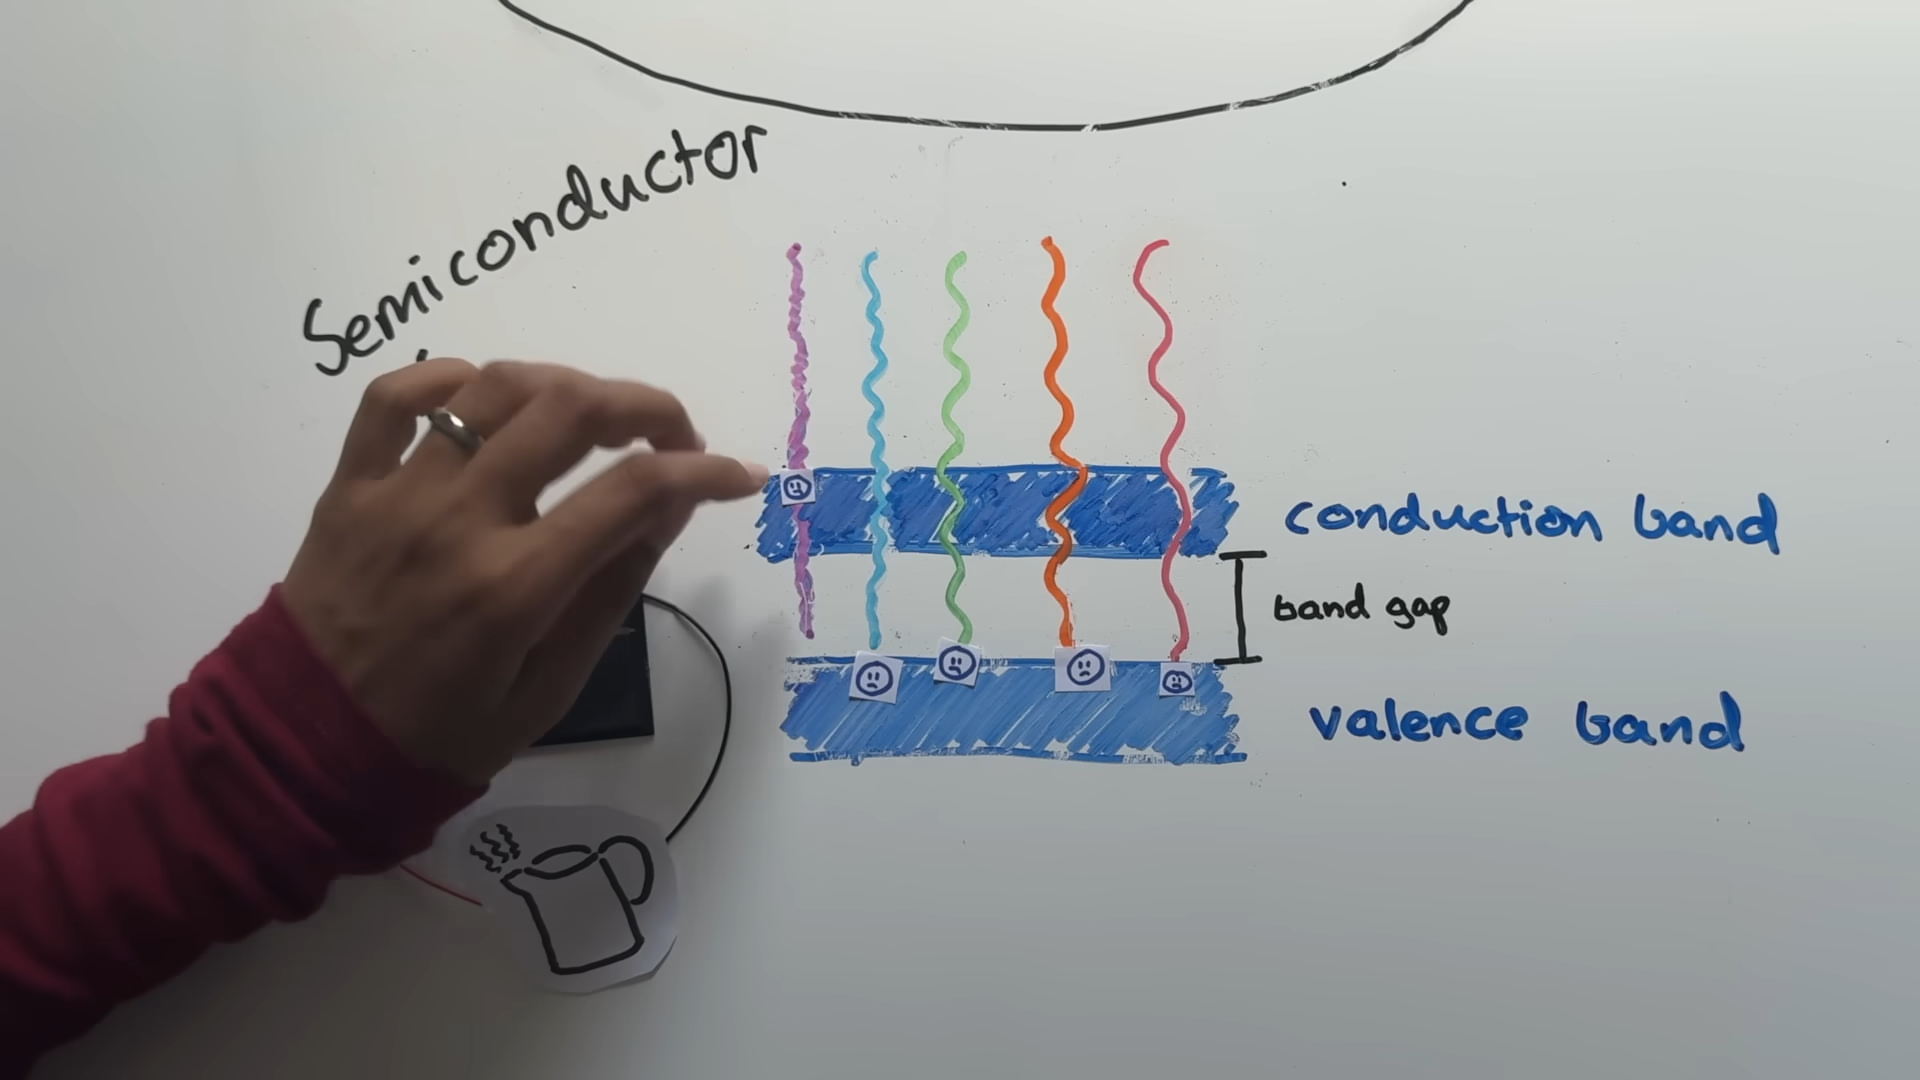 Semiconductor
conduction band
band gap
valence band